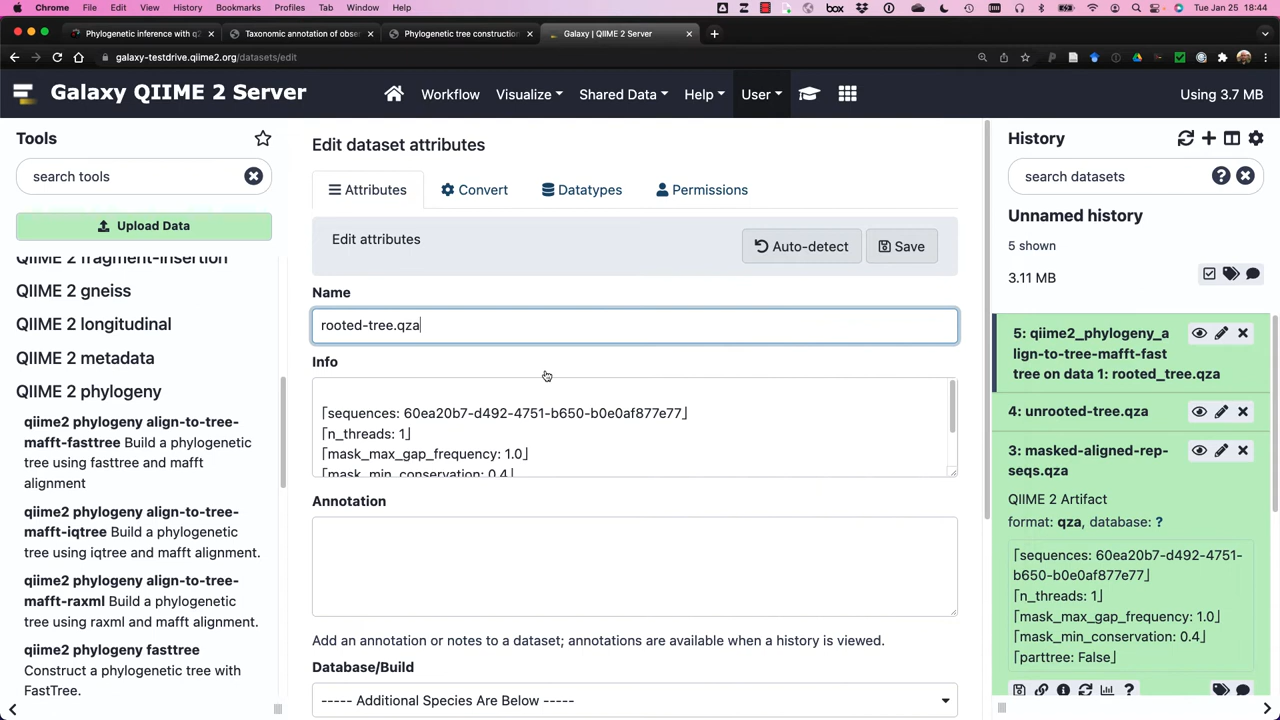 Chrome File Edit View History Bookmarks Profiles Tab Window Help box Tue Jan 25 18:44
Phylogenetic inference with q2 Taxonomic annotation of obse Phylogenetic tree construction Galaxy | QIIME 2 Server
galaxy-testdrive.qiime2.org/datasets/edit
Galaxy QIIME 2 Server Workflow Visualize Shared Data Help User Using 3.7 MB
Tools
search tools
Upload Data
QIIME 2 fragment-insertion
QIIME 2 gneiss
QIIME 2 longitudinal
QIIME 2 metadata
QIIME 2 phylogeny
qiime2 phylogeny align-to-tree-
mafft-fasttree Build a phylogenetic
tree using fasttree and mafft
alignment
qiime2 phylogeny align-to-tree-
mafft-iqtree Build a phylogenetic
tree using iqtree and mafft alignment.
qiime2 phylogeny align-to-tree-
mafft-raxml Build a phylogenetic
tree using raxml and mafft alignment.
qiime2 phylogeny fasttree
Construct a phylogenetic tree with
FastTree.
Edit dataset attributes
Attributes Convert Datatypes Permissions
Edit attributes Auto-detect Save
Name
rooted-tree.qza
Info
⌈sequences: 60ea20b7-d492-4751-b650-b0e0af877e77⌋
⌈n_threads: 1⌋
⌈mask_max_gap_frequency: 1.0⌋
⌈mask_min_conservation: 0.4⌋
Annotation
Add an annotation or notes to a dataset; annotations are available when a history is viewed.
Database/Build
----- Additional Species Are Below -----
History
search datasets
Unnamed history
5 shown
3.11 MB
5: qiime2_phylogeny_a
lign-to-tree-mafft-fast
tree on data 1: rooted_tree.qza
4: unrooted-tree.qza
3: masked-aligned-rep-
seqs.qza
QIIME 2 Artifact
format: qza, database: ?
⌈sequences: 60ea20b7-d492-4751-
b650-b0e0af877e77⌋
⌈n_threads: 1⌋
⌈mask_max_gap_frequency: 1.0⌋
⌈mask_min_conservation: 0.4⌋
⌈parttree: False⌋